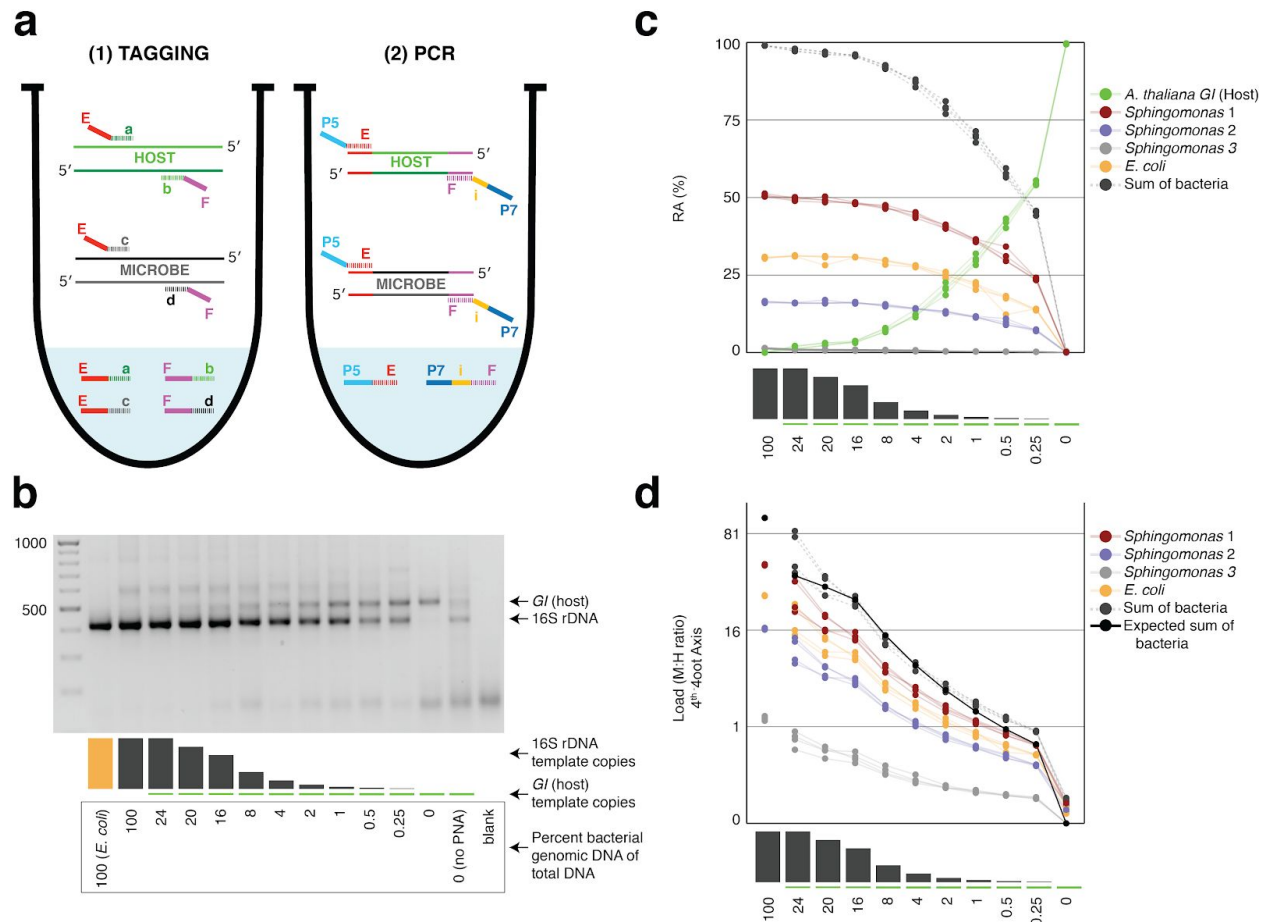 a
(1) TAGGING
E
a
5′
HOST
5′
b
F
E
c
5′
MICROBE
5′
d
F
E a F b
E c F d
(2) PCR
P5
E
5′
HOST
5′
F
i
P7
P5
E
5′
MICROBE
5′
F
i
P7
P5 E P7 i F
b
1000
500
GI (host)
16S rDNA
16S rDNA
template copies
GI (host)
template copies
100 (E. coli)
100
24
20
16
8
4
2
1
0.5
0.25
0
0 (no PNA)
blank
Percent bacterial
genomic DNA of
total DNA
c
RA (%)
100
75
50
25
0
A. thaliana GI (Host)
Sphingomonas 1
Sphingomonas 2
Sphingomonas 3
E. coli
Sum of bacteria
100
24
20
16
8
4
2
1
0.5
0.25
0
d
Load (M:H ratio)
4th-4oot Axis
81
16
1
0
Sphingomonas 1
Sphingomonas 2
Sphingomonas 3
E. coli
Sum of bacteria
Expected sum of
bacteria
100
24
20
16
8
4
2
1
0.5
0.25
0